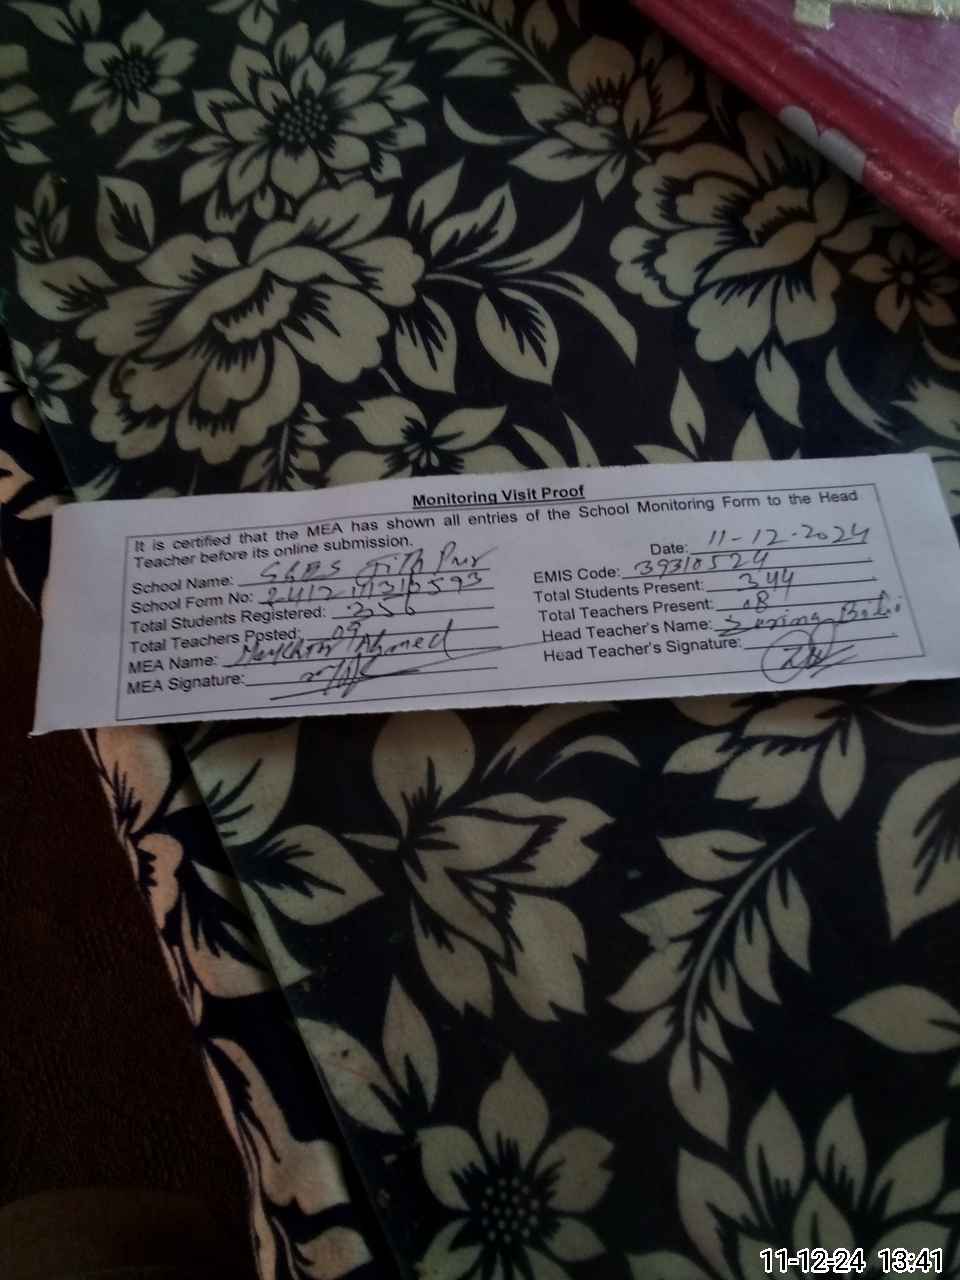 Monitoring Visit Proof
It is certified that the MEA has shown all entries of the School Monitoring Form to the Head
Teacher before its online submission.
Date: 11-12-2024
School Name:
EMIS Code: 39310524
School Form No:
Total Students Present: 344
Total Students Registered: 356
Total Teachers Present: 08
Total Teachers Posted: 09
Head Teacher's Name:
MEA Name: Ahmed
Head Teacher's Signature:
MEA Signature:
11-12-24 13:41